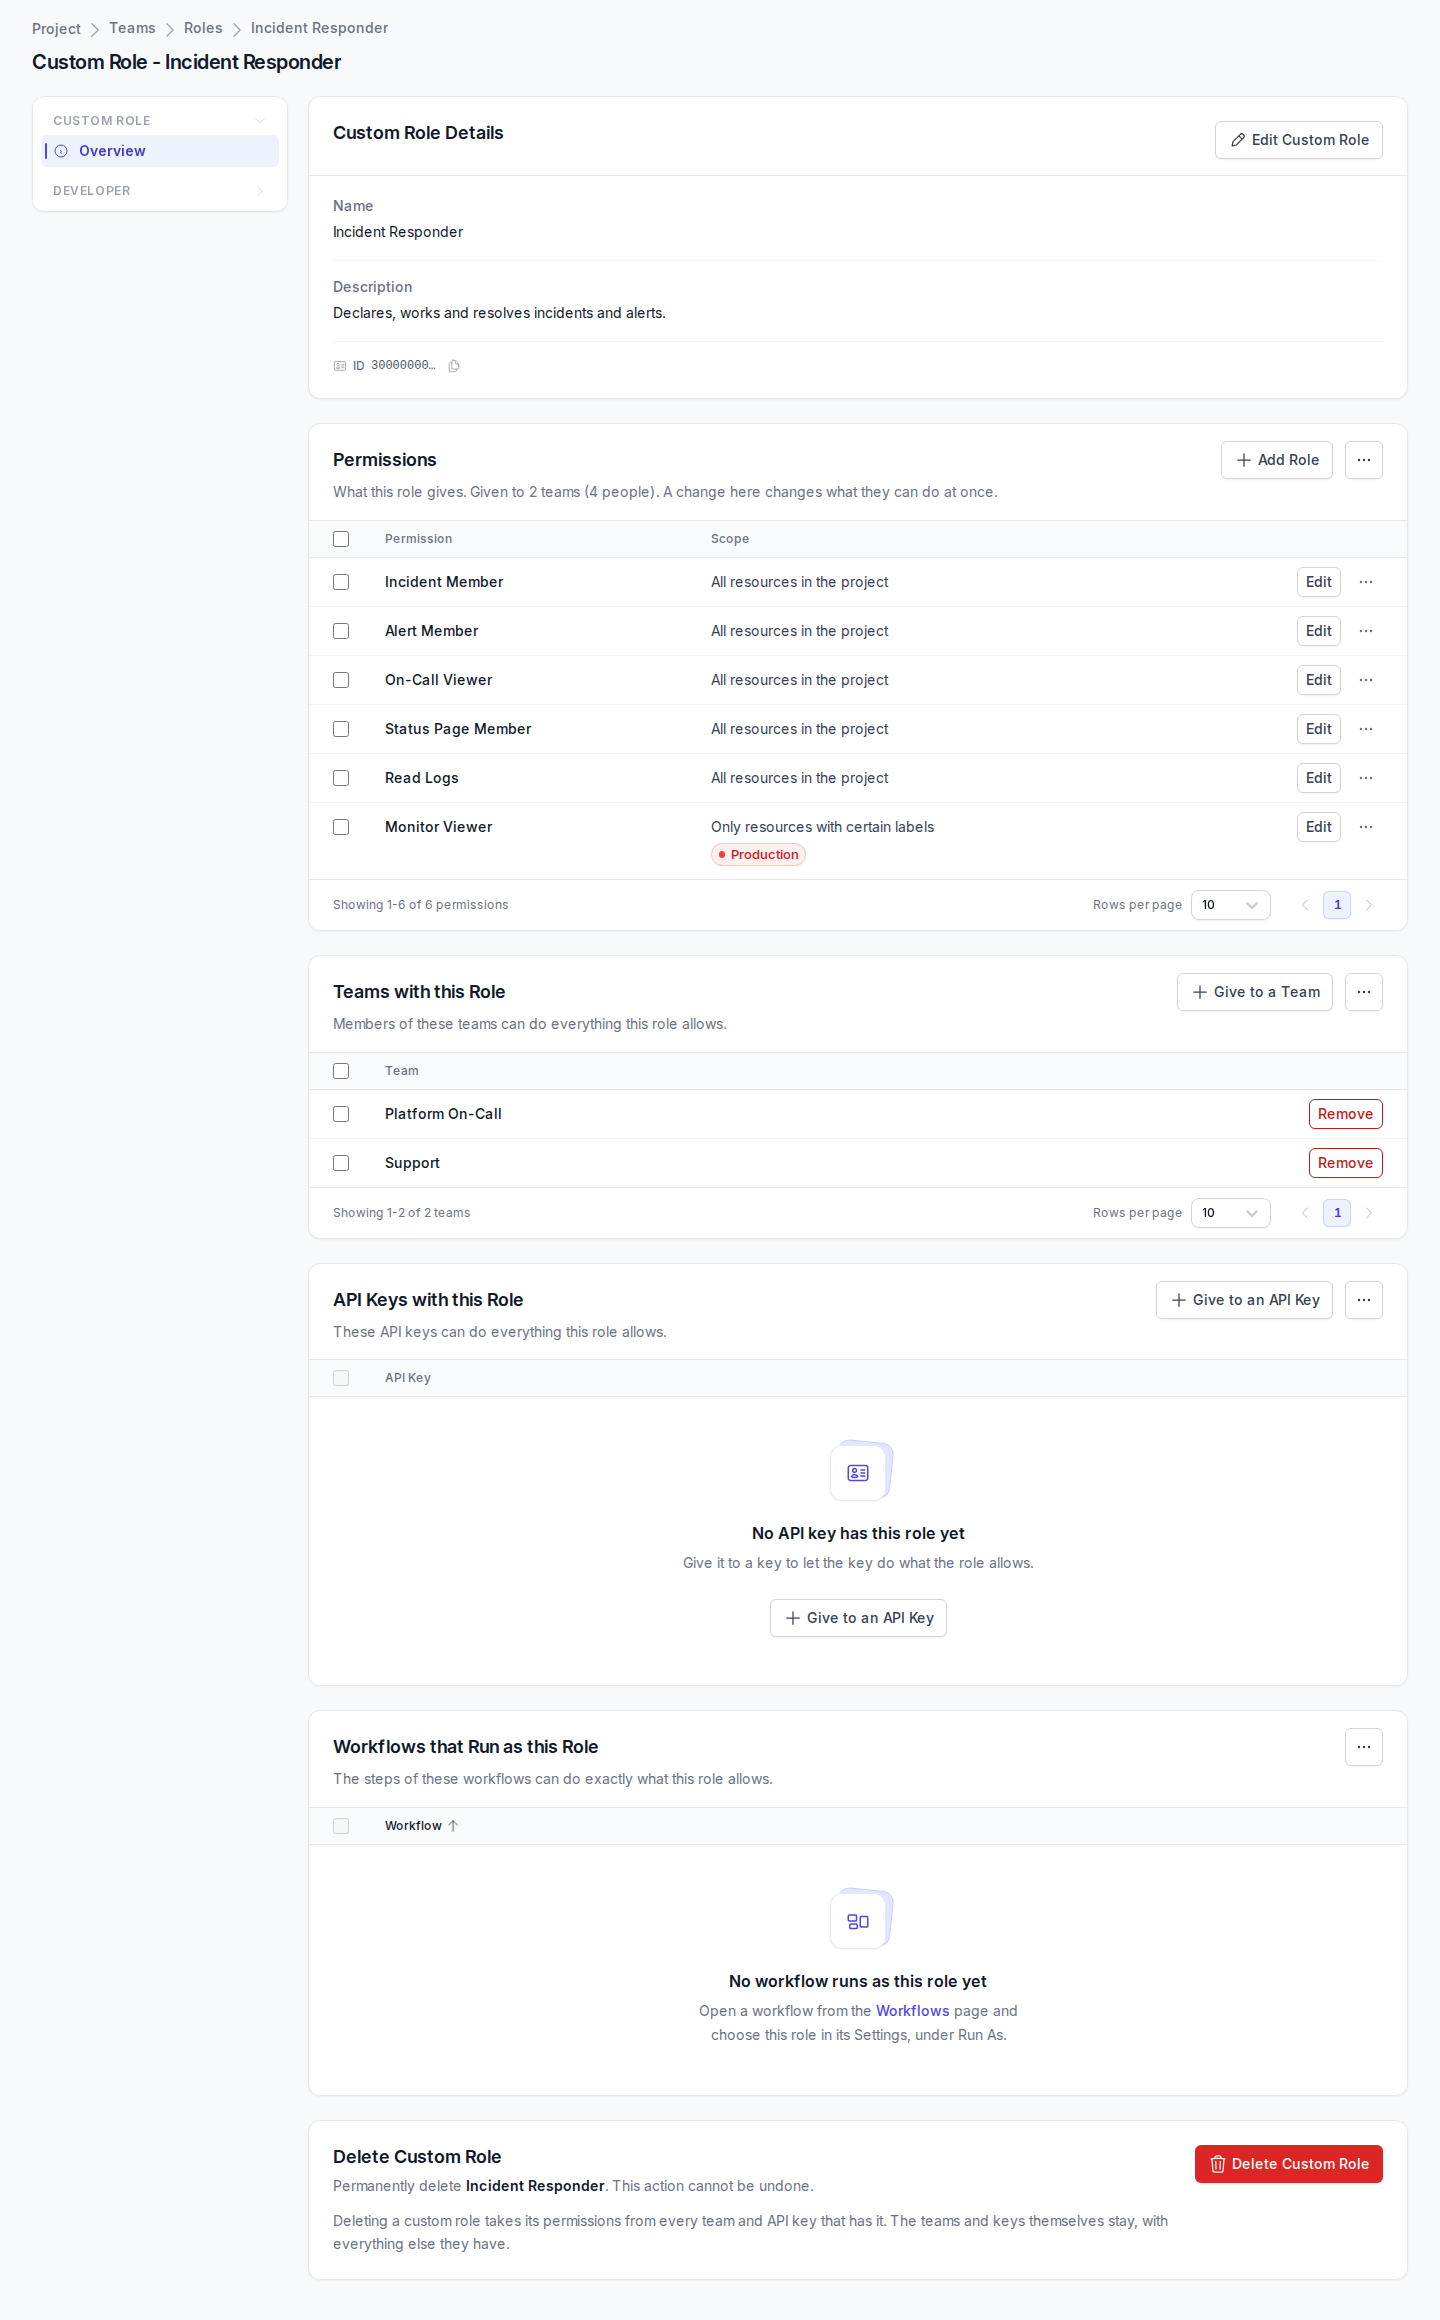 Project
Teams
Roles
Incident Responder
Custom Role - Incident Responder
CUSTOM ROLE
Overview
DEVELOPER
Custom Role Details
Edit Custom Role
Name
Incident Responder
Description
Declares, works and resolves incidents and alerts.
ID 30000000…
Permissions
Add Role
What this role gives. Given to 2 teams (4 people). A change here changes what they can do at once.
Permission Scope
Incident Member All resources in the project Edit
Alert Member All resources in the project Edit
On-Call Viewer All resources in the project Edit
Status Page Member All resources in the project Edit
Read Logs All resources in the project Edit
Monitor Viewer Only resources with certain labels Edit
Production
Showing 1-6 of 6 permissions Rows per page 10 1
Teams with this Role
Give to a Team
Members of these teams can do everything this role allows.
Team
Platform On-Call Remove
Support Remove
Showing 1-2 of 2 teams Rows per page 10 1
API Keys with this Role
Give to an API Key
These API keys can do everything this role allows.
API Key
No API key has this role yet
Give it to a key to let the key do what the role allows.
Give to an API Key
Workflows that Run as this Role
The steps of these workflows can do exactly what this role allows.
Workflow
No workflow runs as this role yet
Open a workflow from the Workflows page and
choose this role in its Settings, under Run As.
Delete Custom Role
Delete Custom Role
Permanently delete Incident Responder. This action cannot be undone.
Deleting a custom role takes its permissions from every team and API key that has it. The teams and keys themselves stay, with
everything else they have.